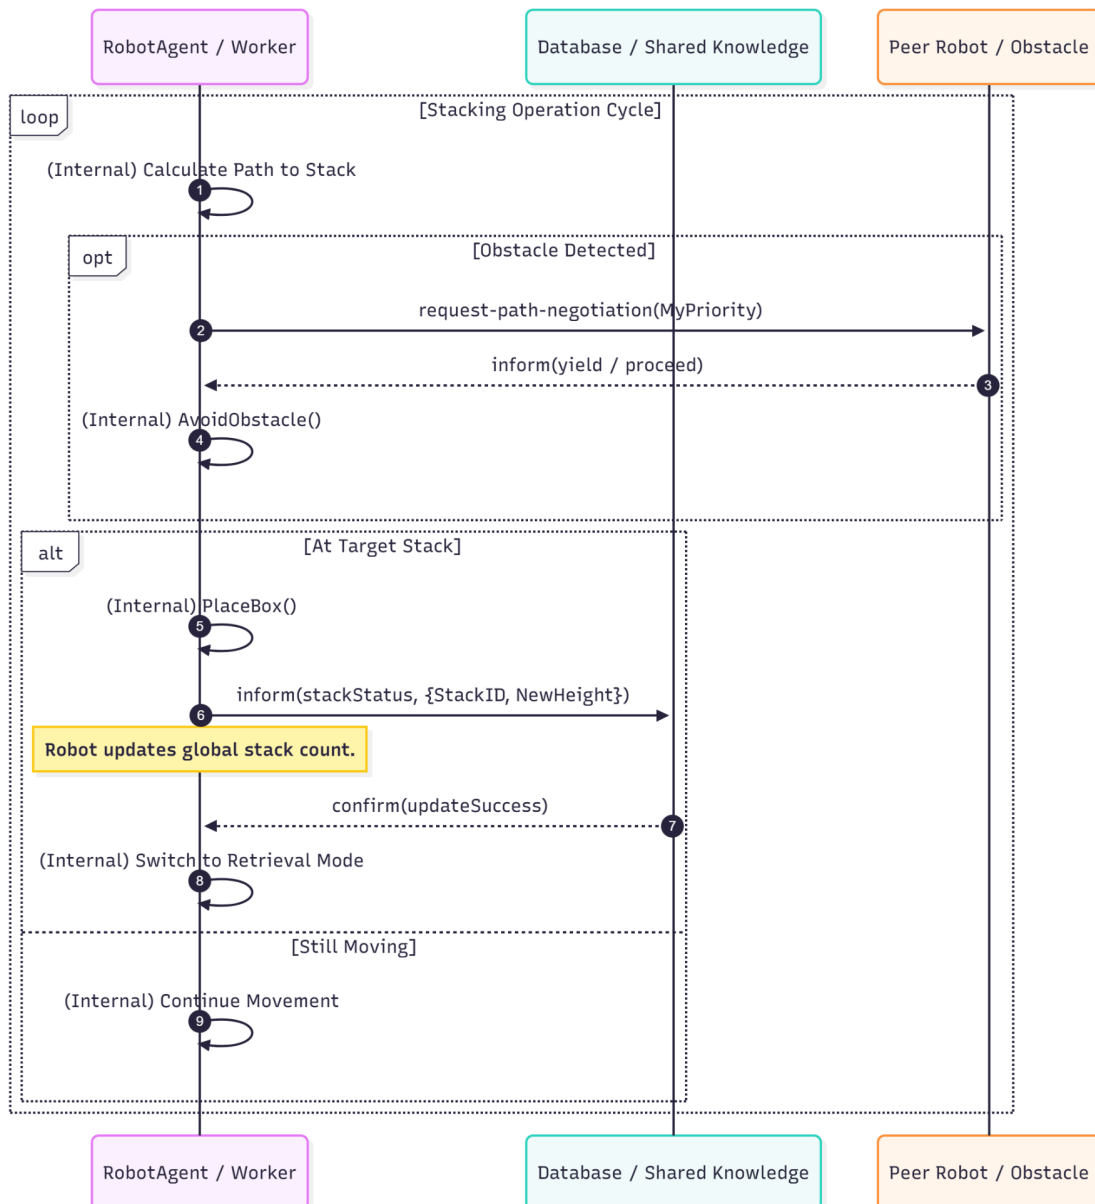 RobotAgent / Worker
Database / Shared Knowledge
Peer Robot / Obstacle
loop
[Stacking Operation Cycle]
(Internal) Calculate Path to Stack
1
opt
[Obstacle Detected]
request-path-negotiation(MyPriority)
2
inform(yield / proceed)
3
(Internal) AvoidObstacle()
4
alt
[At Target Stack]
(Internal) PlaceBox()
5
inform(stackStatus, {StackID, NewHeight})
6
Robot updates global stack count.
confirm(updateSuccess)
7
(Internal) Switch to Retrieval Mode
8
[Still Moving]
(Internal) Continue Movement
9
RobotAgent / Worker
Database / Shared Knowledge
Peer Robot / Obstacle